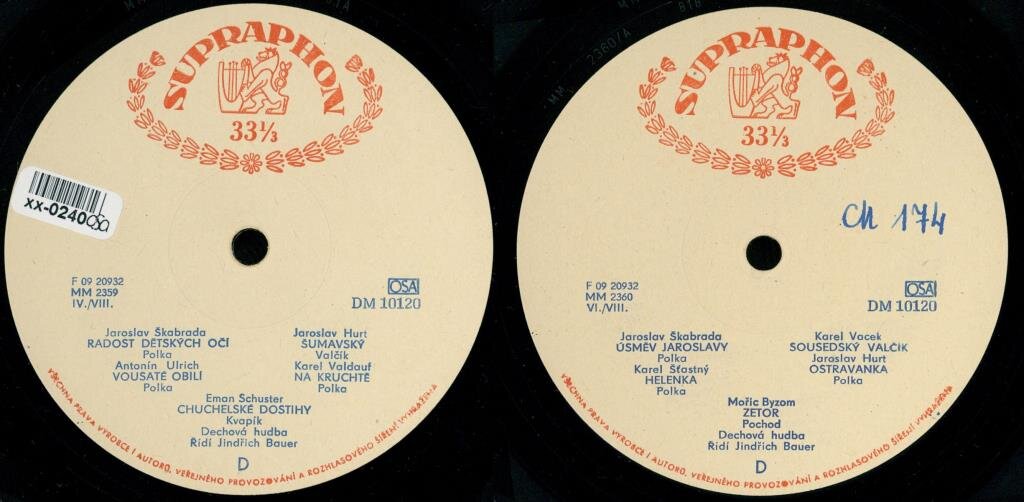 SUPRAPHON
33⅓
xx-0240
F 09 20932
MM 2359
IV./VIII.
OSA
DM 10120
Jaroslav Škabrada
RADOST DĚTSKÝCH OČÍ
Polka
Antonín Ulrich
VOUSATÉ OBILÍ
Polka
Jaroslav Hurt
ŠUMAVSKÝ
Valčík
Karel Valdauf
NA KRUCHTĚ
Polka
Eman Schuster
CHUCHELSKÉ DOSTIHY
Kvapík
Dechová hudba
Řídí Jindřich Bauer
D
VŠECHNA PRÁVA VÝROBCE I AUTORŮ, VEŘEJNÉHO PROVOZOVÁNÍ A ROZHLASOVÉHO ŠÍŘENÍ VYHRAŽENA
MM 2360/A
SUPRAPHON
33⅓
Ch 174
F 09 20932
MM 2360
VI./VIII.
OSA
DM 10120
Jaroslav Škabrada
ÚSMĚV JAROSLAVY
Polka
Karel Šťastný
HELENKA
Polka
Karel Vacek
SOUSEDSKÝ VALČÍK
Jaroslav Hurt
OSTRAVANKA
Polka
Mořic Byzom
ZETOR
Pochod
Dechová hudba
Řídí Jindřich Bauer
D
VŠECHNA PRÁVA VÝROBCE I AUTORŮ, VEŘEJNÉHO PROVOZOVÁNÍ A ROZHLASOVÉHO ŠÍŘENÍ VYHRAŽENA